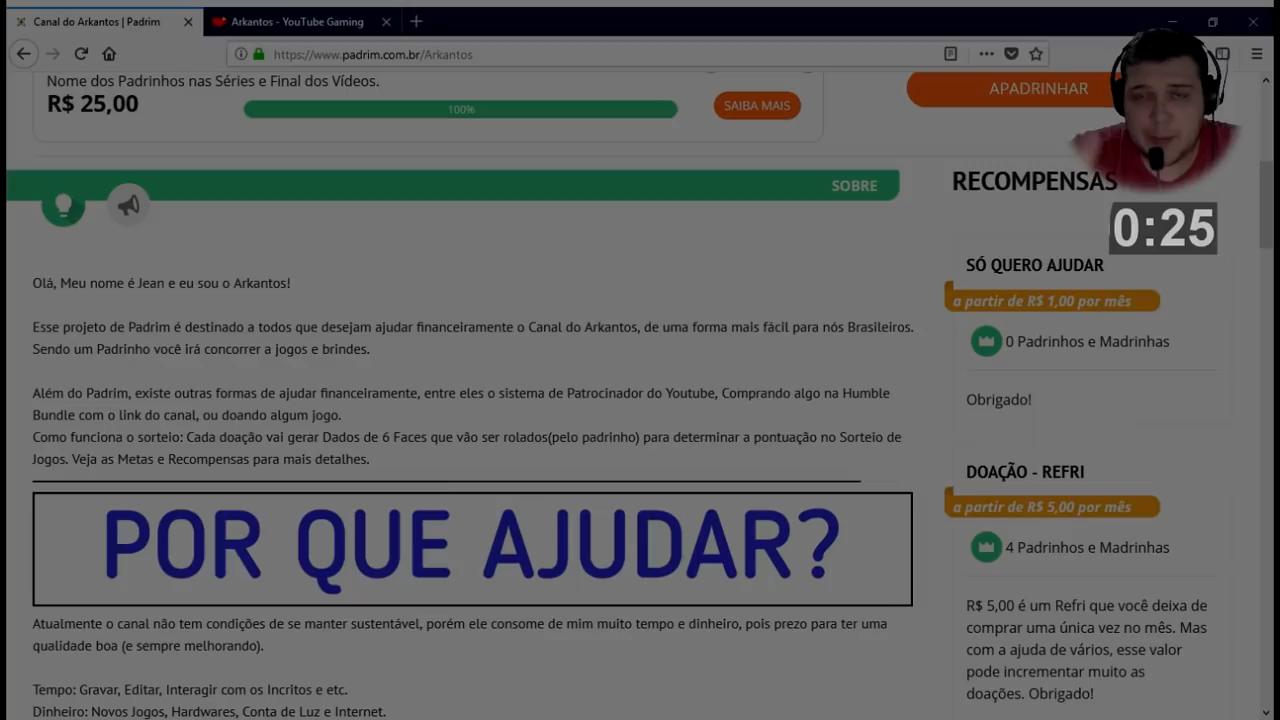 Canal do Arkantos | Padrim
Arkantos - YouTube Gaming
https://www.padrim.com.br/Arkantos
Nome dos Padrinhos nas Séries e Final dos Vídeos.
R$ 25,00
100%
SAIBA MAIS
APADRINHAR
SOBRE
RECOMPENSAS
0:25
Olá, Meu nome é Jean e eu sou o Arkantos!
Esse projeto de Padrim é destinado a todos que desejam ajudar financeiramente o Canal do Arkantos, de uma forma mais fácil para nós Brasileiros.
Sendo um Padrinho você irá concorrer a jogos e brindes.
Além do Padrim, existe outras formas de ajudar financeiramente, entre eles o sistema de Patrocinador do Youtube, Comprando algo na Humble
Bundle com o link do canal, ou doando algum jogo.
Como funciona o sorteio: Cada doação vai gerar Dados de 6 Faces que vão ser rolados(pelo padrinho) para determinar a pontuação no Sorteio de
Jogos. Veja as Metas e Recompensas para mais detalhes.
POR QUE AJUDAR?
Atualmente o canal não tem condições de se manter sustentável, porém ele consome de mim muito tempo e dinheiro, pois prezo para ter uma
qualidade boa (e sempre melhorando).
Tempo: Gravar, Editar, Interagir com os Incritos e etc.
Dinheiro: Novos Jogos, Hardwares, Conta de Luz e Internet.
SÓ QUERO AJUDAR
a partir de R$ 1,00 por mês
0 Padrinhos e Madrinhas
Obrigado!
DOAÇÃO - REFRI
a partir de R$ 5,00 por mês
4 Padrinhos e Madrinhas
R$ 5,00 é um Refri que você deixa de
comprar uma única vez no mês. Mas
com a ajuda de vários, esse valor
pode incrementar muito as
doações. Obrigado!